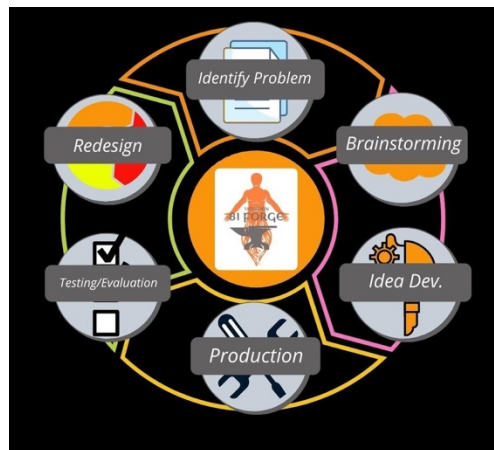 Identify Problem
Brainstorming
Idea Dev.
Production
Testing/Evaluation
Redesign
BI FORGE